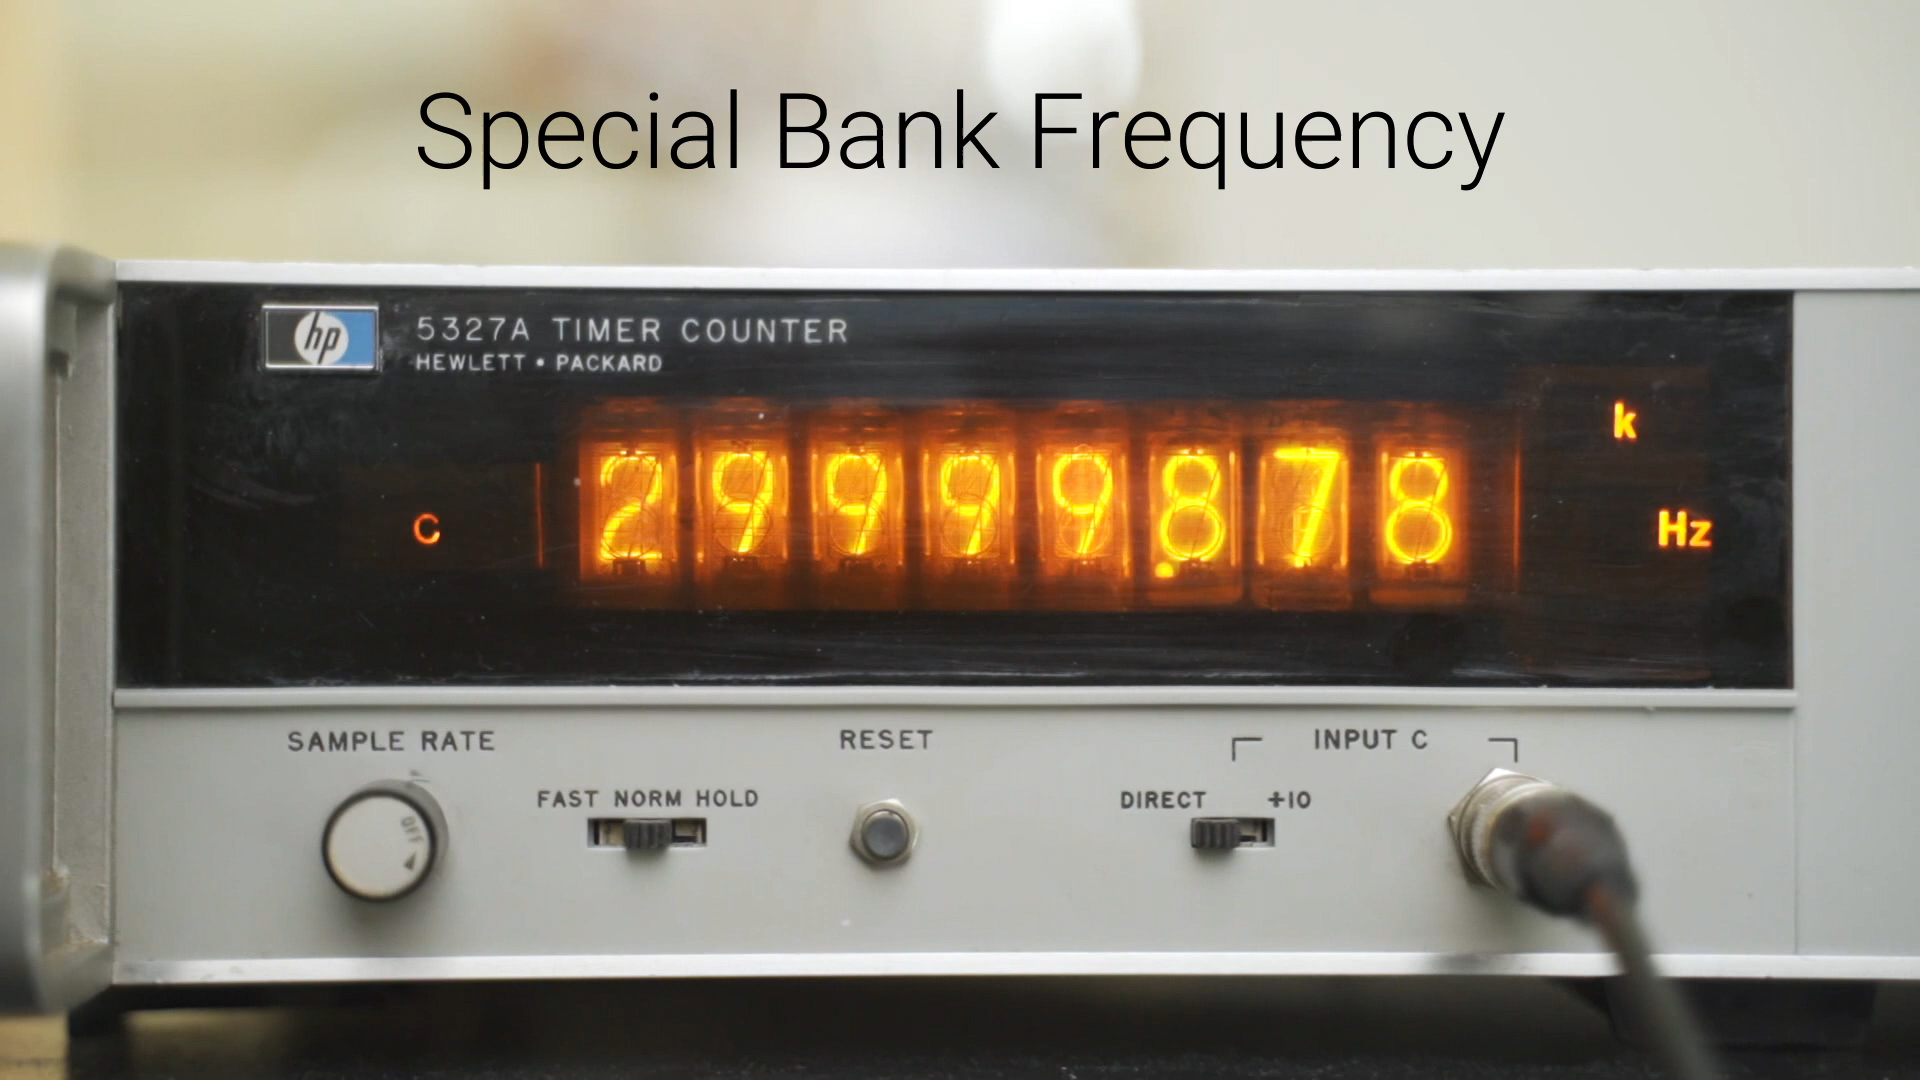 Special Bank Frequency
hp
5327A TIMER COUNTER
HEWLETT • PACKARD
k
C
29999.878
Hz
SAMPLE RATE
RESET
INPUT C
FAST NORM HOLD
DIRECT ÷10
OFF